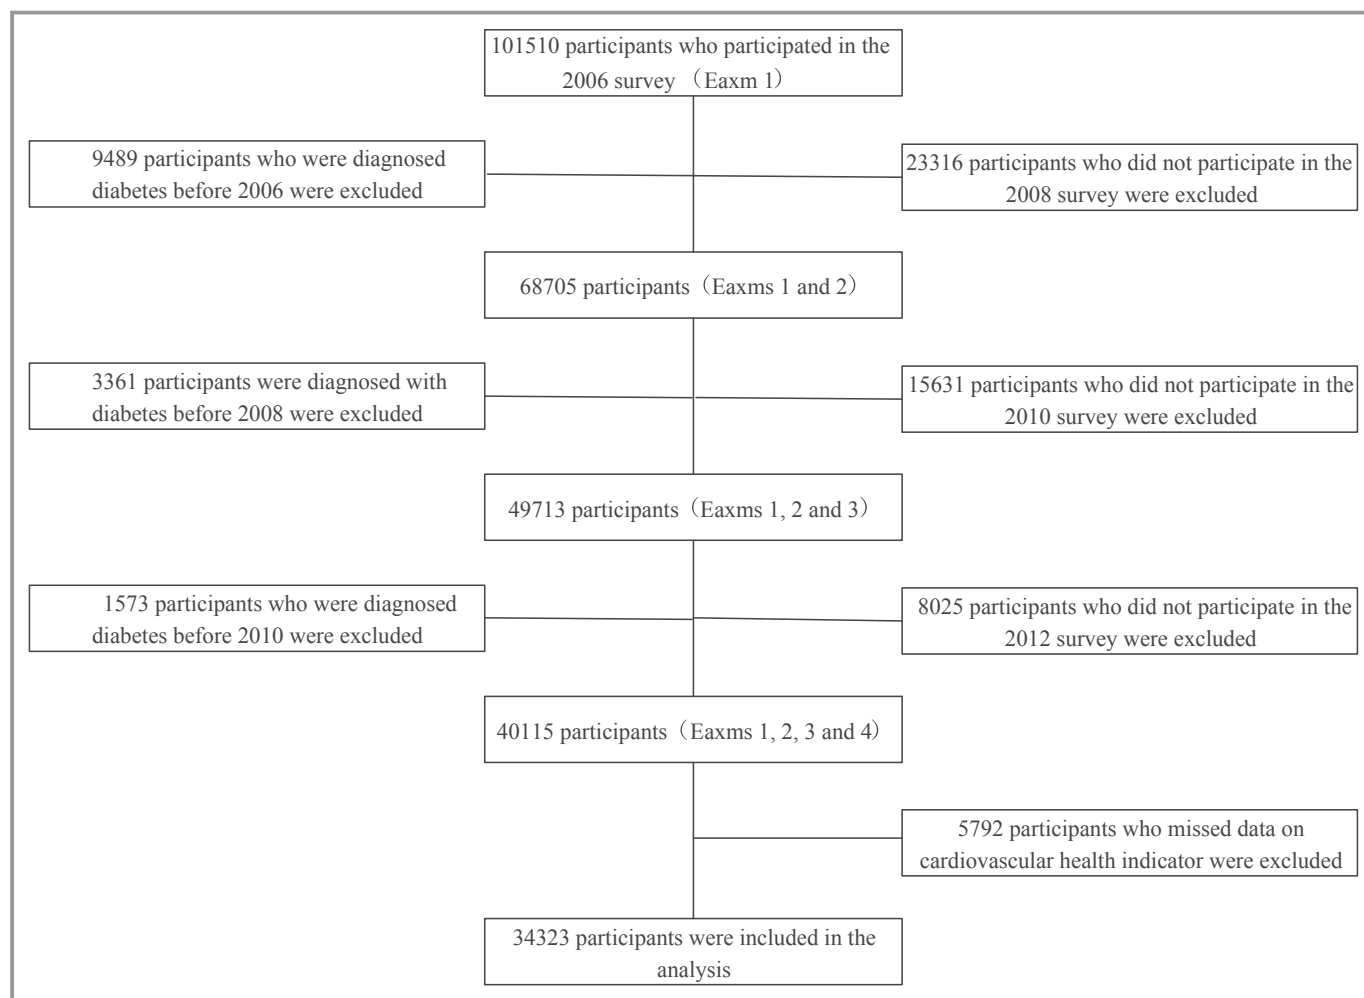 101510 participants who participated in the
2006 survey （Eaxm 1）
9489 participants who were diagnosed
diabetes before 2006 were excluded
23316 participants who did not participate in the
2008 survey were excluded
68705 participants（Eaxms 1 and 2）
3361 participants were diagnosed with
diabetes before 2008 were excluded
15631 participants who did not participate in the
2010 survey were excluded
49713 participants（Eaxms 1, 2 and 3）
1573 participants who were diagnosed
diabetes before 2010 were excluded
8025 participants who did not participate in the
2012 survey were excluded
40115 participants（Eaxms 1, 2, 3 and 4）
5792 participants who missed data on
cardiovascular health indicator were excluded
34323 participants were included in the
analysis